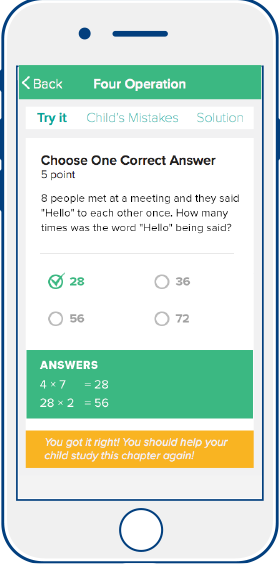 Back Four Operation
Try it Child's Mistakes Solution
Choose One Correct Answer
5 point
8 people met at a meeting and they said
"Hello" to each other once. How many
times was the word "Hello" being said?
28 36
56 72
ANSWERS
4 × 7 = 28
28 × 2 = 56
You got it right! You should help your
child study this chapter again!